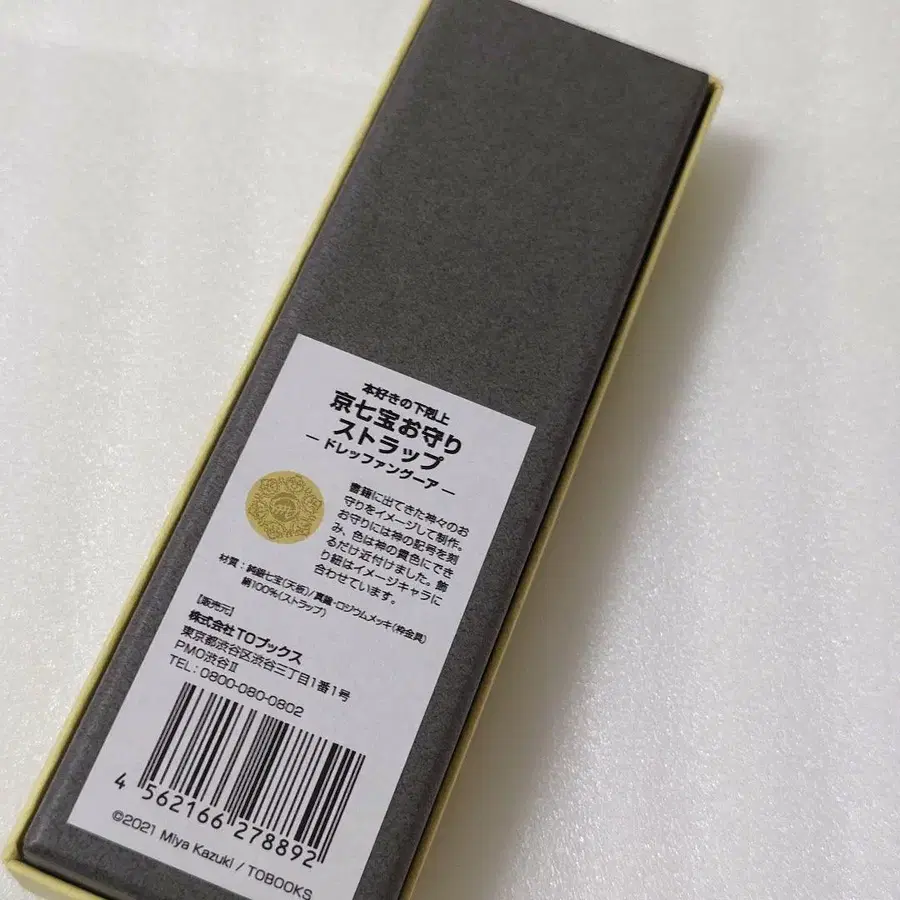 本好きの下剋上
京七宝お守り
ストラップ
― ドレッファングーア ―
書籍に出てきた神々のお
守りをイメージして制作。
お守りには神の記号を刻
み、色は神の貴色にでき
るだけ近付けました。飾
り紐はイメージキャラに
合わせています。
材質:純銀七宝(天板)/真鍮・ロジウムメッキ(枠金具)
絹100%(ストラップ)
【販売元】
株式会社TOブックス
東京都渋谷区渋谷三丁目1番1号
PMO渋谷Ⅱ
TEL:0800-080-0802
4 562166 278892
©2021 Miya Kazuki / TOBOOKS